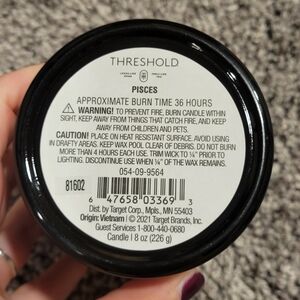 THRESHOLD
PISCES
APPROXIMATE BURN TIME 36 HOURS
⚠ WARNING! TO PREVENT FIRE, BURN CANDLE WITHIN
SIGHT, KEEP AWAY FROM THINGS THAT CATCH FIRE, AND KEEP
AWAY FROM CHILDREN AND PETS.
CAUTION! PLACE ON HEAT RESISTANT SURFACE. AVOID USING
IN DRAFTY AREAS. KEEP WAX POOL CLEAR OF DEBRIS. DO NOT BURN
MORE THAN 4 HOURS EACH USE. TRIM WICK TO ¼" PRIOR TO
LIGHTING. DISCONTINUE USE WHEN ¼" OF THE WAX REMAINS.
054-09-9564
81602
6 47658 03369 3
Dist. by Target Corp., Mpls., MN 55403
Origin: Vietnam | © 2021 Target Brands, Inc.
Guest Services 1-800-440-0680
Candle | 8 oz (226 g)